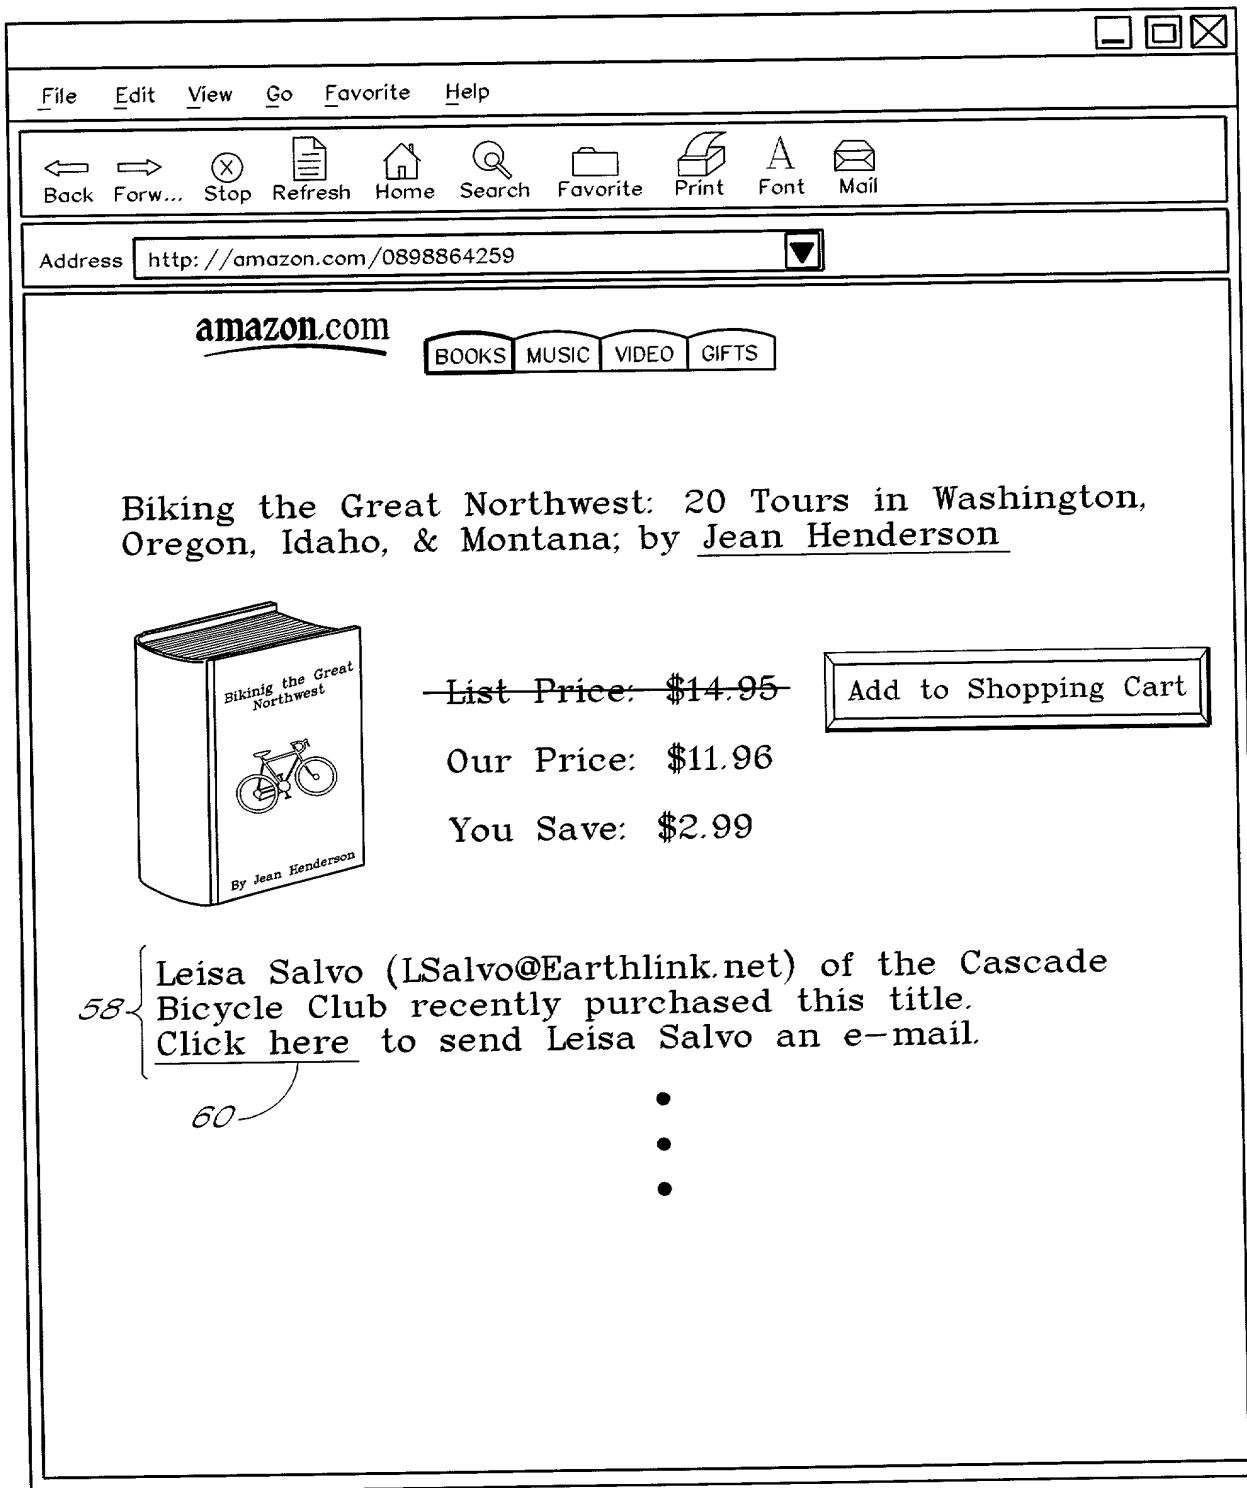 File Edit View Go Favorite Help
Back Forw... Stop Refresh Home Search Favorite Print Font Mail
Address http://amazon.com/0898864259
amazon.com
BOOKS MUSIC VIDEO GIFTS
Biking the Great Northwest: 20 Tours in Washington,
Oregon, Idaho, & Montana; by Jean Henderson
Bikinig the Great
Northwest
By Jean Henderson
List Price: $14.95
Add to Shopping Cart
Our Price: $11.96
You Save: $2.99
58
Leisa Salvo (LSalvo@Earthlink.net) of the Cascade
Bicycle Club recently purchased this title.
Click here to send Leisa Salvo an e-mail.
60